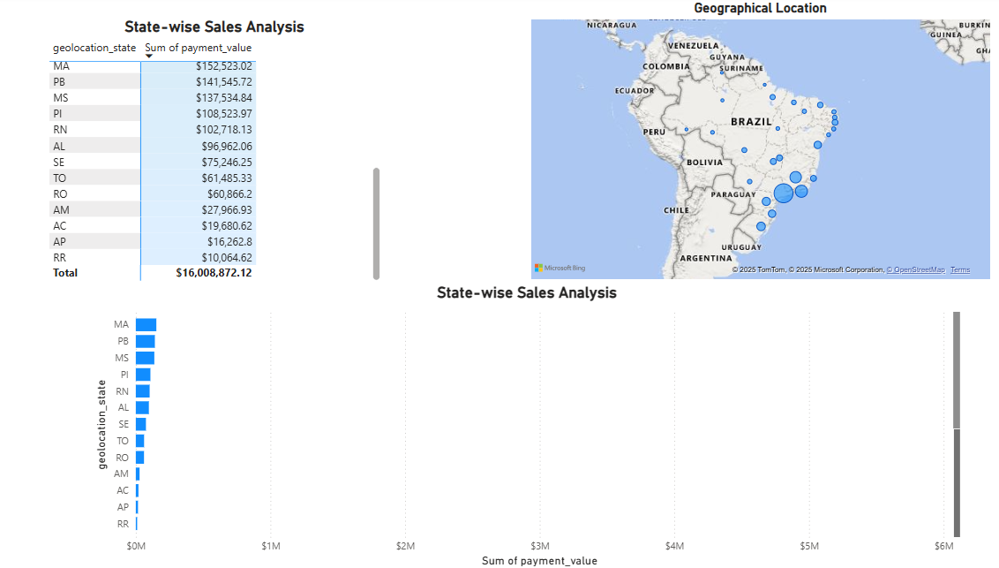 State-wise Sales Analysis
geolocation_state Sum of payment_value
MA $152,523.02
PB $141,545.72
MS $137,534.84
PI $108,523.97
RN $102,718.13
AL $96,962.06
SE $75,246.25
TO $61,485.33
RO $60,866.2
AM $27,966.93
AC $19,680.62
AP $16,262.8
RR $10,064.62
Total $16,008,872.12
Geographical Location
NICARAGUA
BURKIN
GUINEA
GHA
VENEZUELA
GUYANA
COLOMBIA
SURINAME
ECUADOR
BRAZIL
PERU
BOLIVIA
PARAGUAY
CHILE
URUGUAY
ARGENTINA
Microsoft Bing
© 2025 TomTom, © 2025 Microsoft Corporation, © OpenStreetMap Terms
State-wise Sales Analysis
geolocation_state
MA
PB
MS
PI
RN
AL
SE
TO
RO
AM
AC
AP
RR
$0M $1M $2M $3M $4M $5M $6M
Sum of payment_value